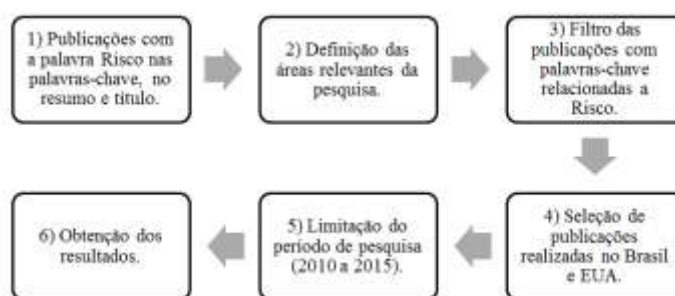 1) Publicações com
a palavra Risco nas
palavras-chave, no
resumo e título.
2) Definição das
áreas relevantes da
pesquisa.
3) Filtro das
publicações com
palavras-chave
relacionadas a
Risco.
4) Seleção de
publicações
realizadas no Brasil
e EUA.
5) Limitação do
período de pesquisa
(2010 a 2015).
6) Obtenção dos
resultados.